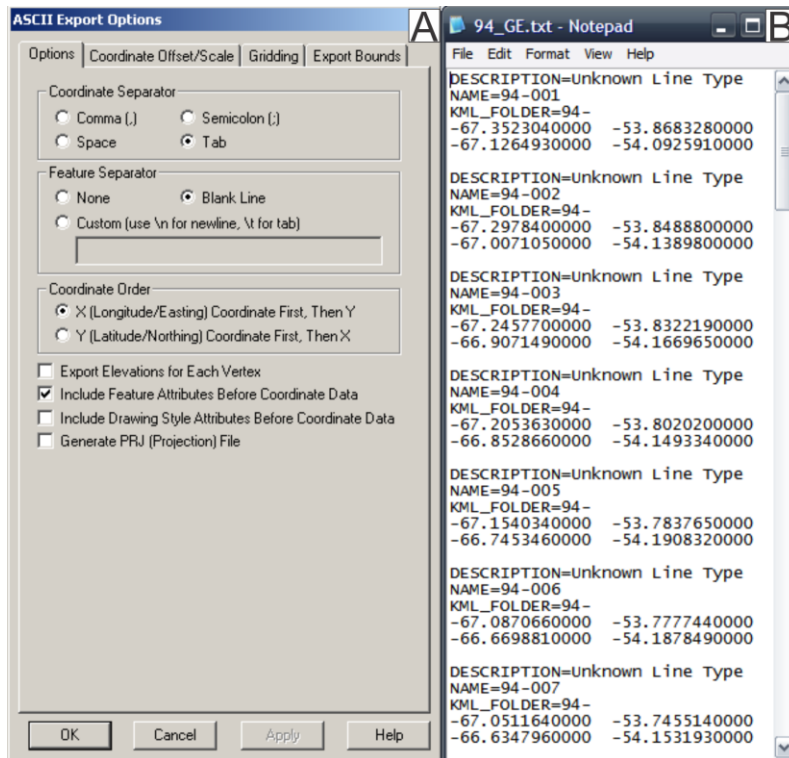 ASCII Export Options
A
Options Coordinate Offset/Scale Gridding Export Bounds
Coordinate Separator
Comma (,) Semicolon (;)
Space Tab
Feature Separator
None Blank Line
Custom (use \n for newline, \t for tab)
Coordinate Order
X (Longitude/Easting) Coordinate First, Then Y
Y (Latitude/Northing) Coordinate First, Then X
Export Elevations for Each Vertex
Include Feature Attributes Before Coordinate Data
Include Drawing Style Attributes Before Coordinate Data
Generate PRJ (Projection) File
OK Cancel Apply Help
94_GE.txt - Notepad
B
File Edit Format View Help
DESCRIPTION=Unknown Line Type
NAME=94-001
KML_FOLDER=94-
-67.3523040000 -53.8683280000
-67.1264930000 -54.0925910000
DESCRIPTION=Unknown Line Type
NAME=94-002
KML_FOLDER=94-
-67.2978400000 -53.8488800000
-67.0071050000 -54.1389800000
DESCRIPTION=Unknown Line Type
NAME=94-003
KML_FOLDER=94-
-67.2457700000 -53.8322190000
-66.9071490000 -54.1669650000
DESCRIPTION=Unknown Line Type
NAME=94-004
KML_FOLDER=94-
-67.2053630000 -53.8020200000
-66.8528660000 -54.1493340000
DESCRIPTION=Unknown Line Type
NAME=94-005
KML_FOLDER=94-
-67.1540340000 -53.7837650000
-66.7453460000 -54.1908320000
DESCRIPTION=Unknown Line Type
NAME=94-006
KML_FOLDER=94-
-67.0870660000 -53.7777440000
-66.6698810000 -54.1878490000
DESCRIPTION=Unknown Line Type
NAME=94-007
KML_FOLDER=94-
-67.0511640000 -53.7455140000
-66.6347960000 -54.1531930000